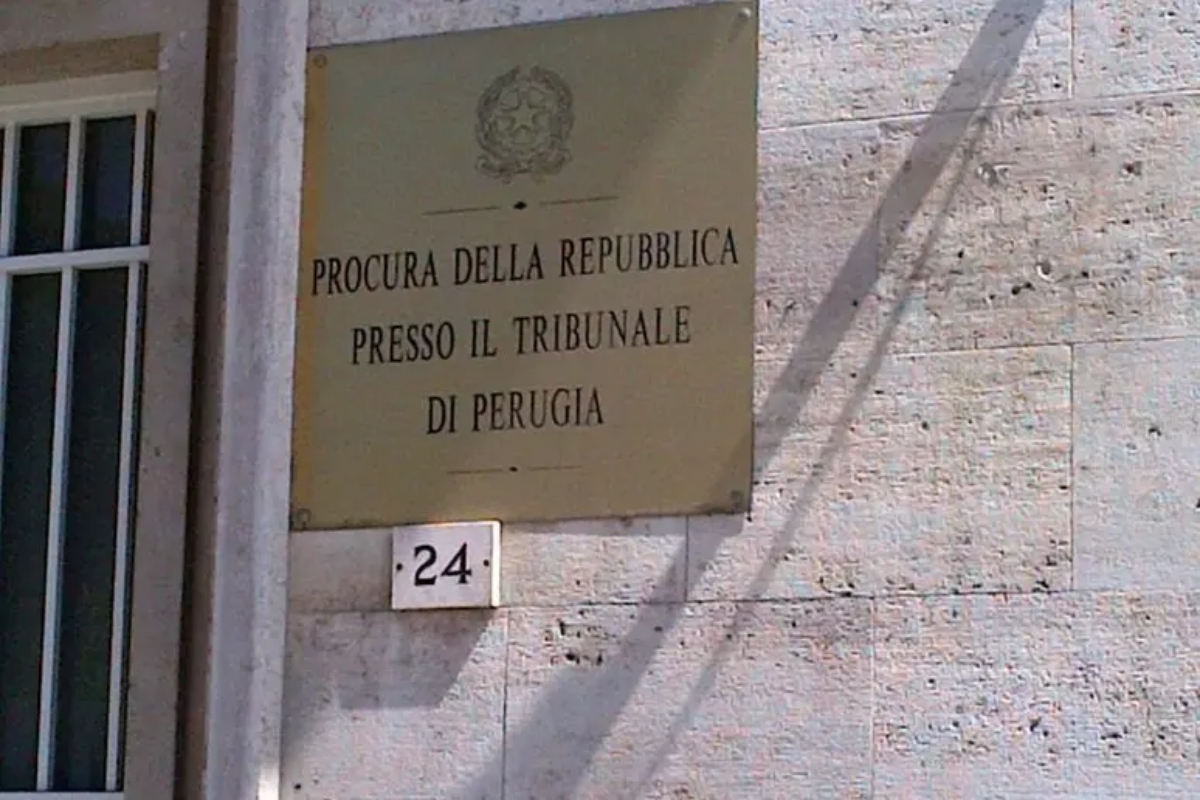 PROCURA DELLA REPUBBLICA
PRESSO IL TRIBUNALE
DI PERUGIA
·24·